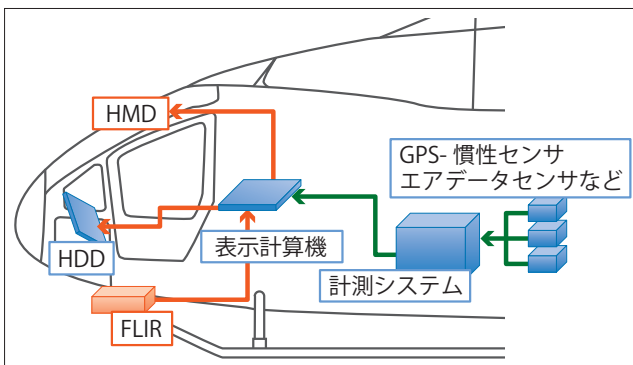 HMD
GPS- 慣性センサ
エアデータセンサなど
表示計算機
HDD
計測システム
FLIR